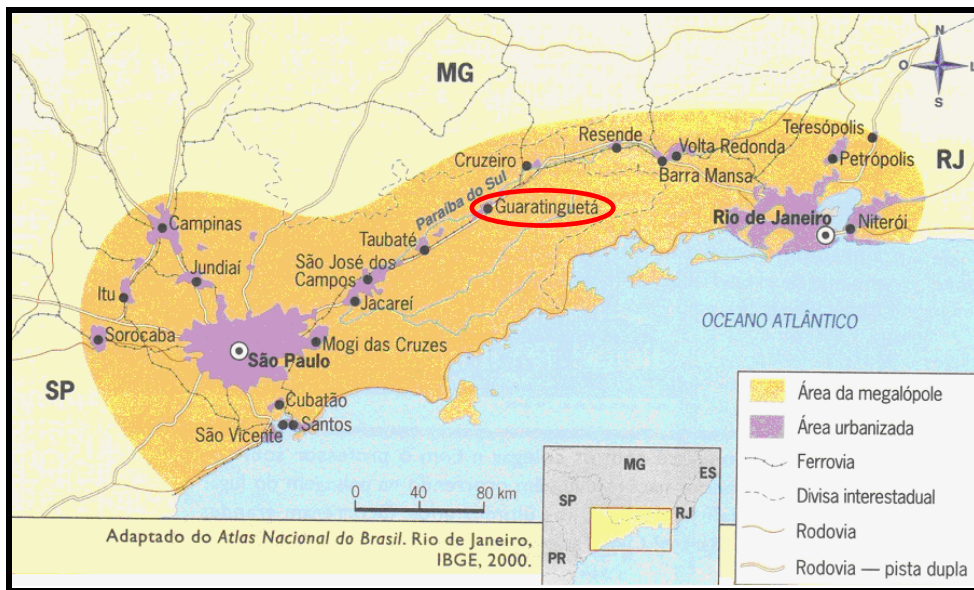 N
O
L
S
MG
RJ
SP
Teresópolis
Resende
Volta Redonda
Petrópolis
Cruzeiro
Barra Mansa
Paraíba do Sul
Guaratinguetá
Rio de Janeiro
Niterói
Campinas
Taubaté
São José dos
Campos
Jundiaí
Itu
Jacareí
OCEANO ATLÂNTICO
Sorocaba
Mogi das Cruzes
São Paulo
Cubatão
São Vicente
Santos
0
40
80 km
Adaptado do Atlas Nacional do Brasil. Rio de Janeiro,
IBGE, 2000.
MG
ES
SP
RJ
PR
Área da megalópole
Área urbanizada
Ferrovia
Divisa interestadual
Rodovia
Rodovia — pista dupla